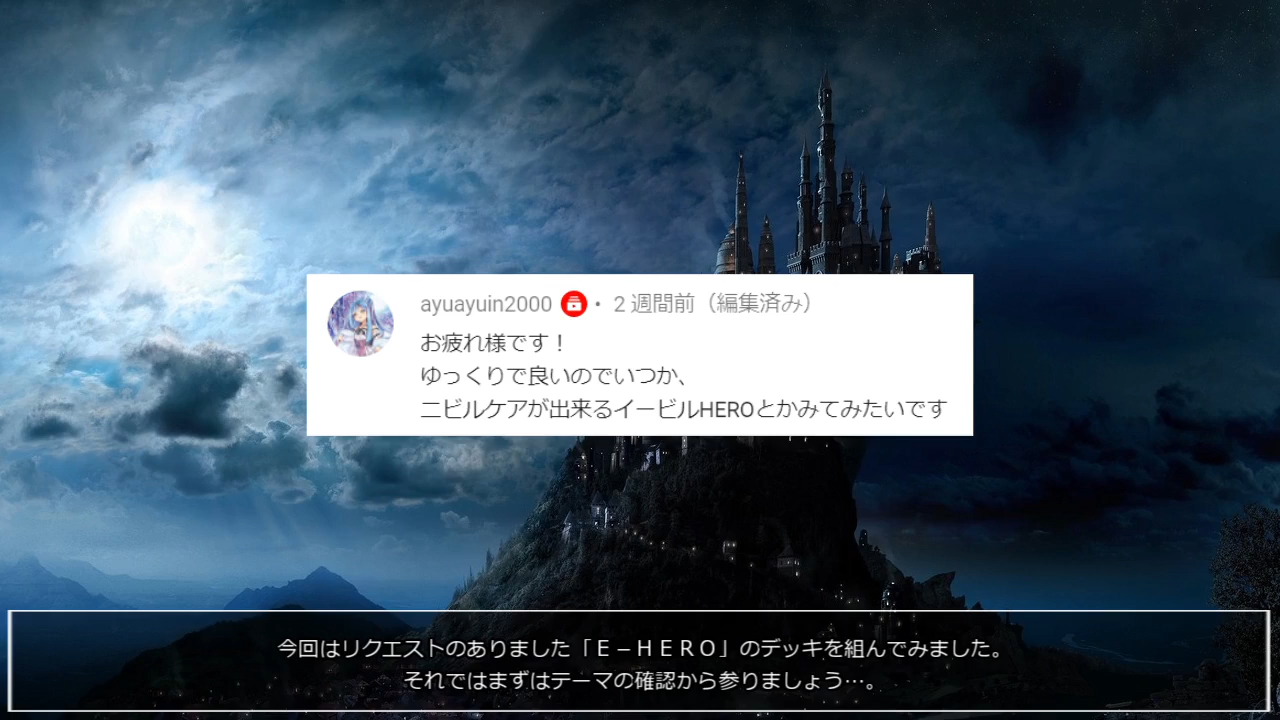 ayuayuin2000 • 2 週間前（編集済み）
お疲れ様です！
ゆっくりで良いのでいつか、
ニビルケアが出来るイービルHEROとかみてみたいです
今回はリクエストのありました「Ｅ－ＨＥＲＯ」のデッキを組んでみました。
それではまずはテーマの確認から参りましょう…。